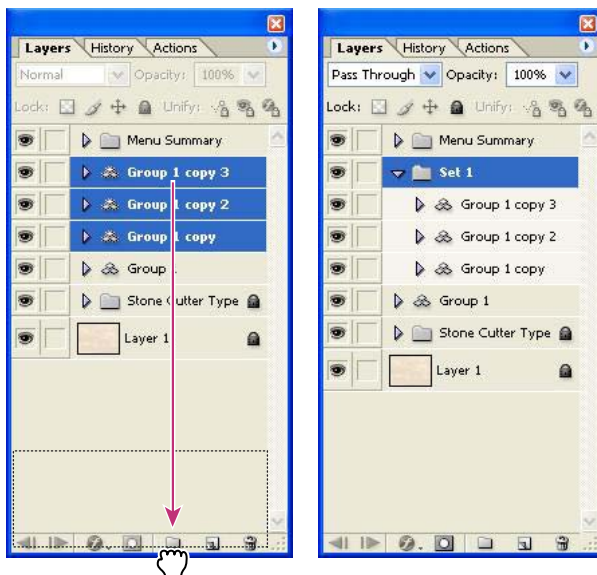 Layers History Actions
Normal Opacity: 100%
Lock: Unify:
Menu Summary
Group 1 copy 3
Group 1 copy 2
Group 1 copy
Group
Stone Cutter Type
Layer 1
Layers History Actions
Pass Through Opacity: 100%
Lock: Unify:
Menu Summary
Set 1
Group 1 copy 3
Group 1 copy 2
Group 1 copy
Group 1
Stone Cutter Type
Layer 1